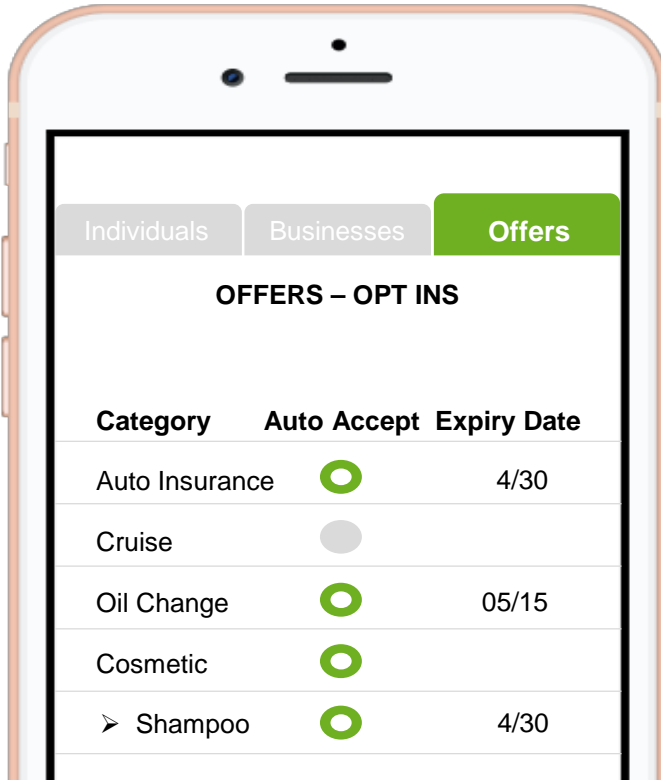 Individuals Businesses Offers
OFFERS – OPT INS
Category Auto Accept Expiry Date
Auto Insurance 4/30
Cruise
Oil Change 05/15
Cosmetic
➢ Shampoo 4/30